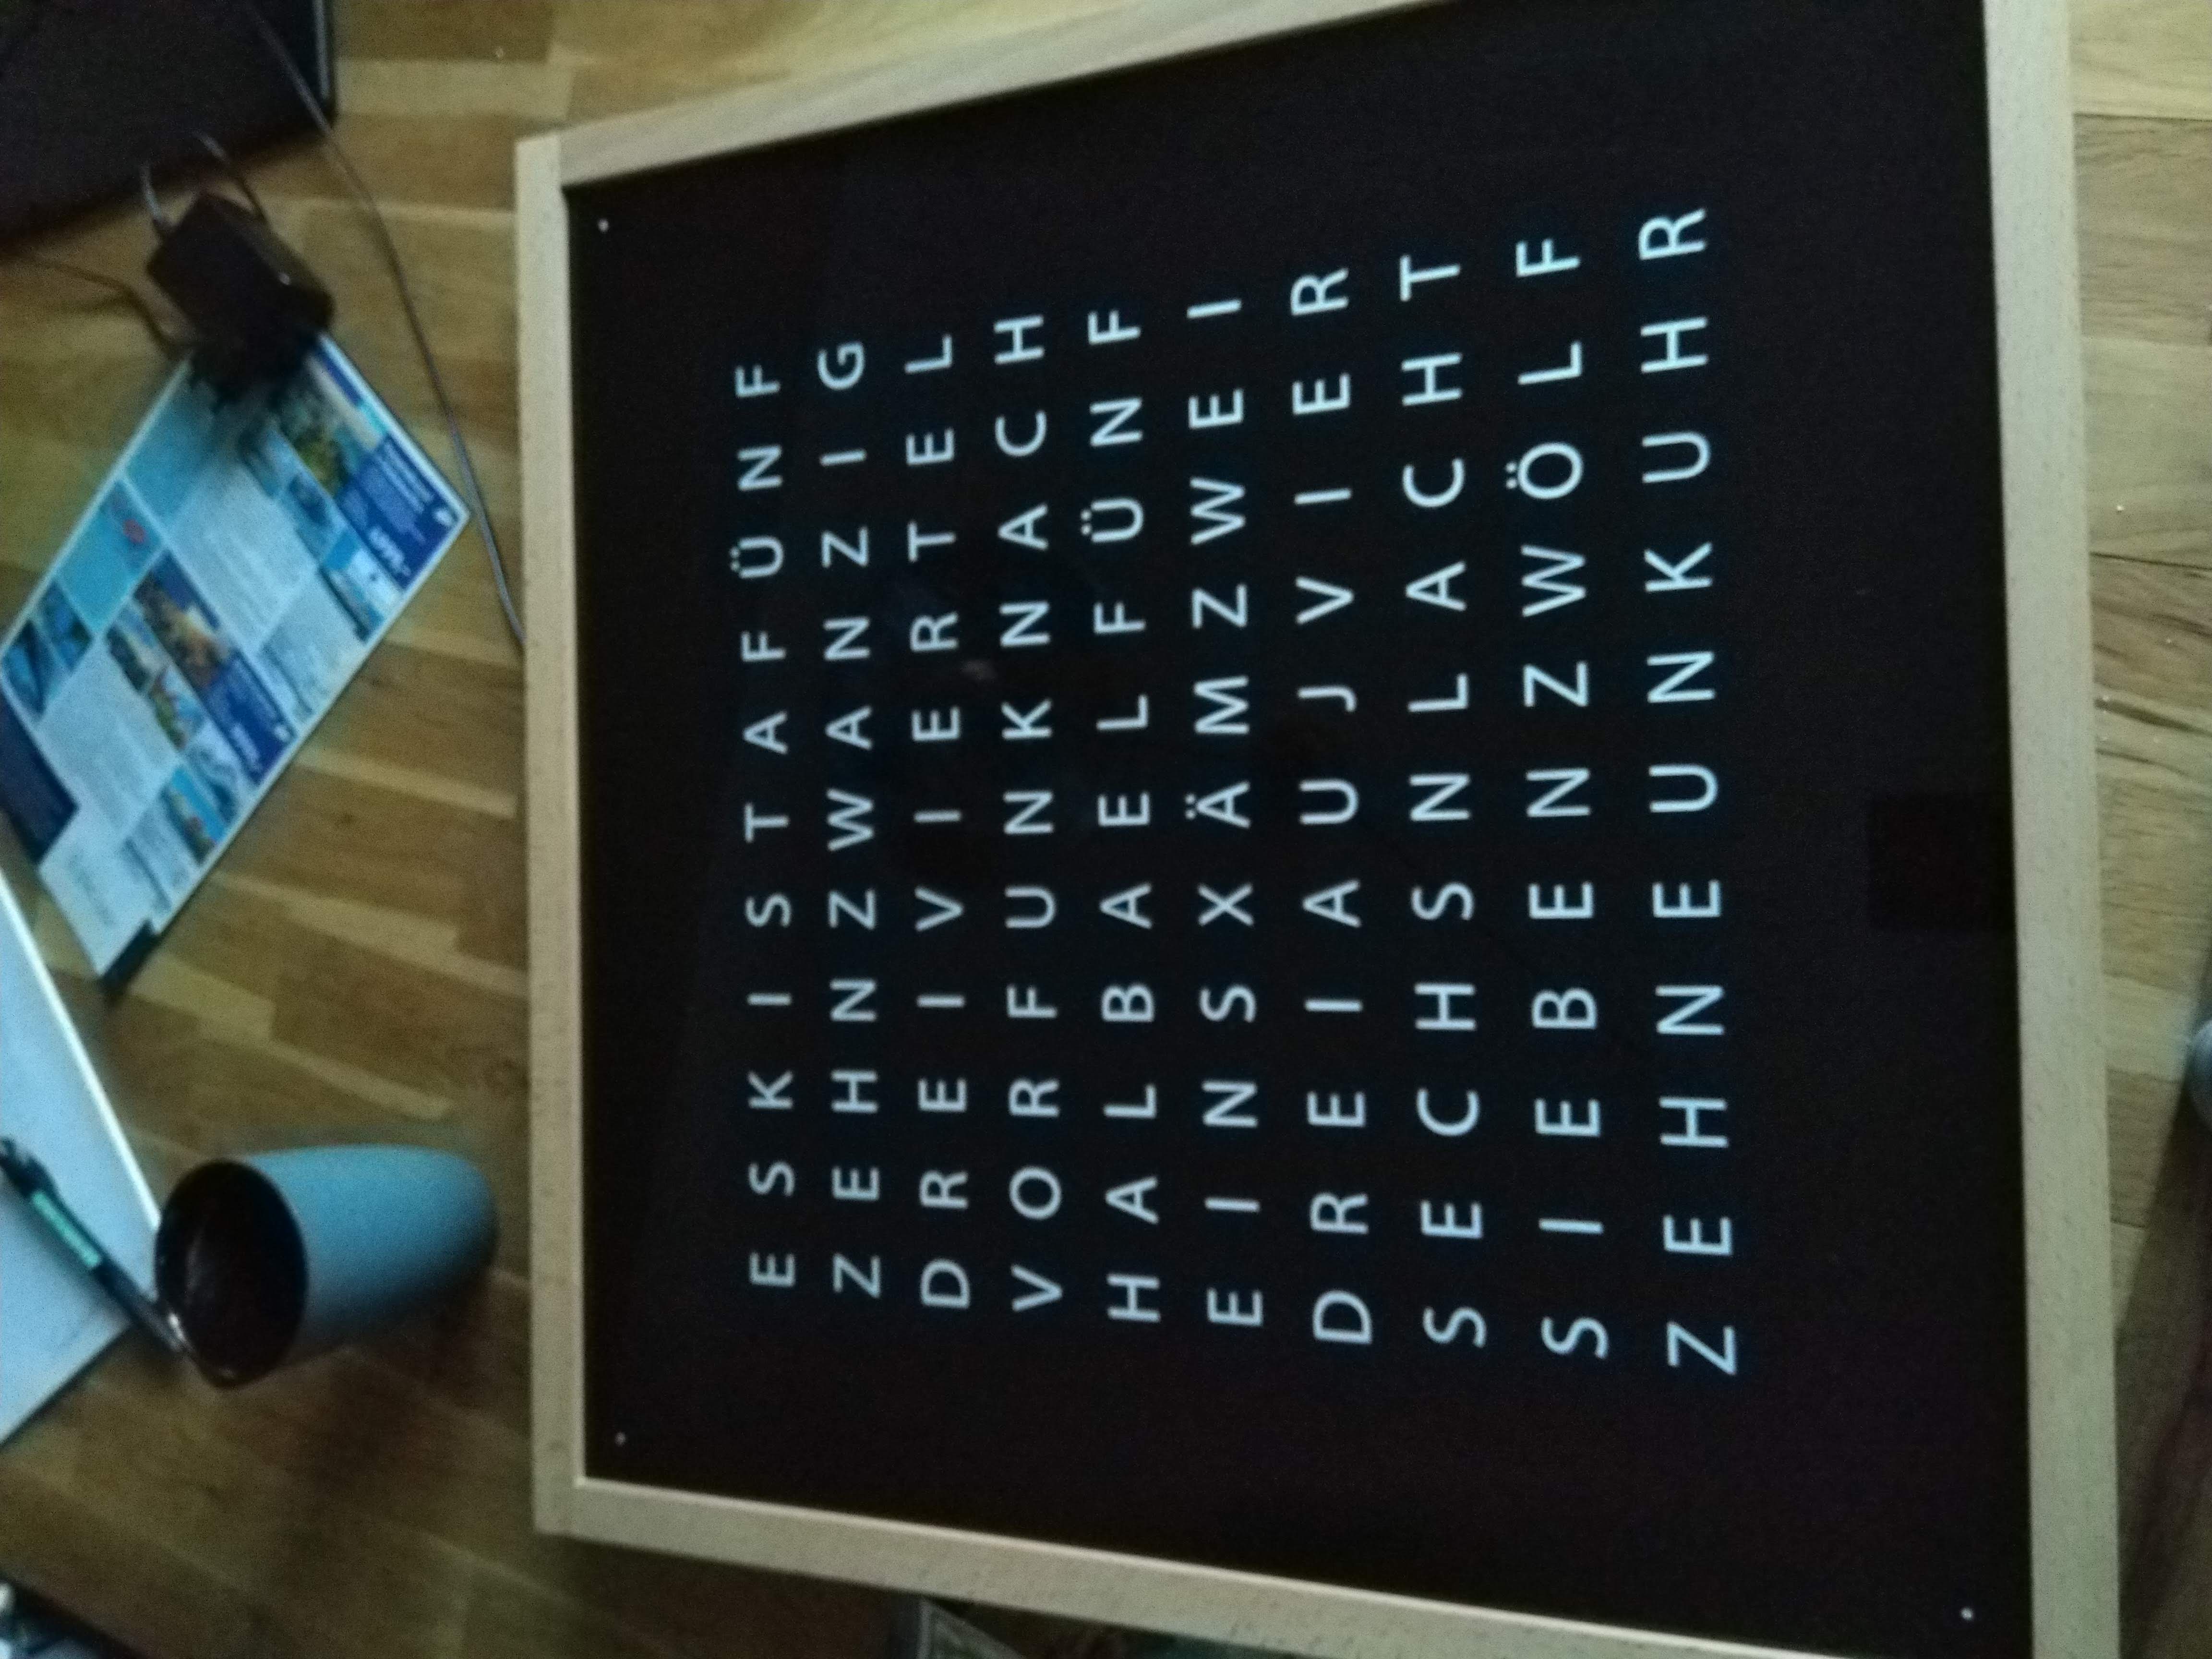 ESKISTAFÜNF
ZEHNZWANZIG
DREIVIERTEL
VORFUNKNACH
HALBAELFÜNF
EINSXÄMZWEI
DREIAUJVIER
SECHSNLACHT
SIEBENZWÖLF
ZEHNEUNKUHR